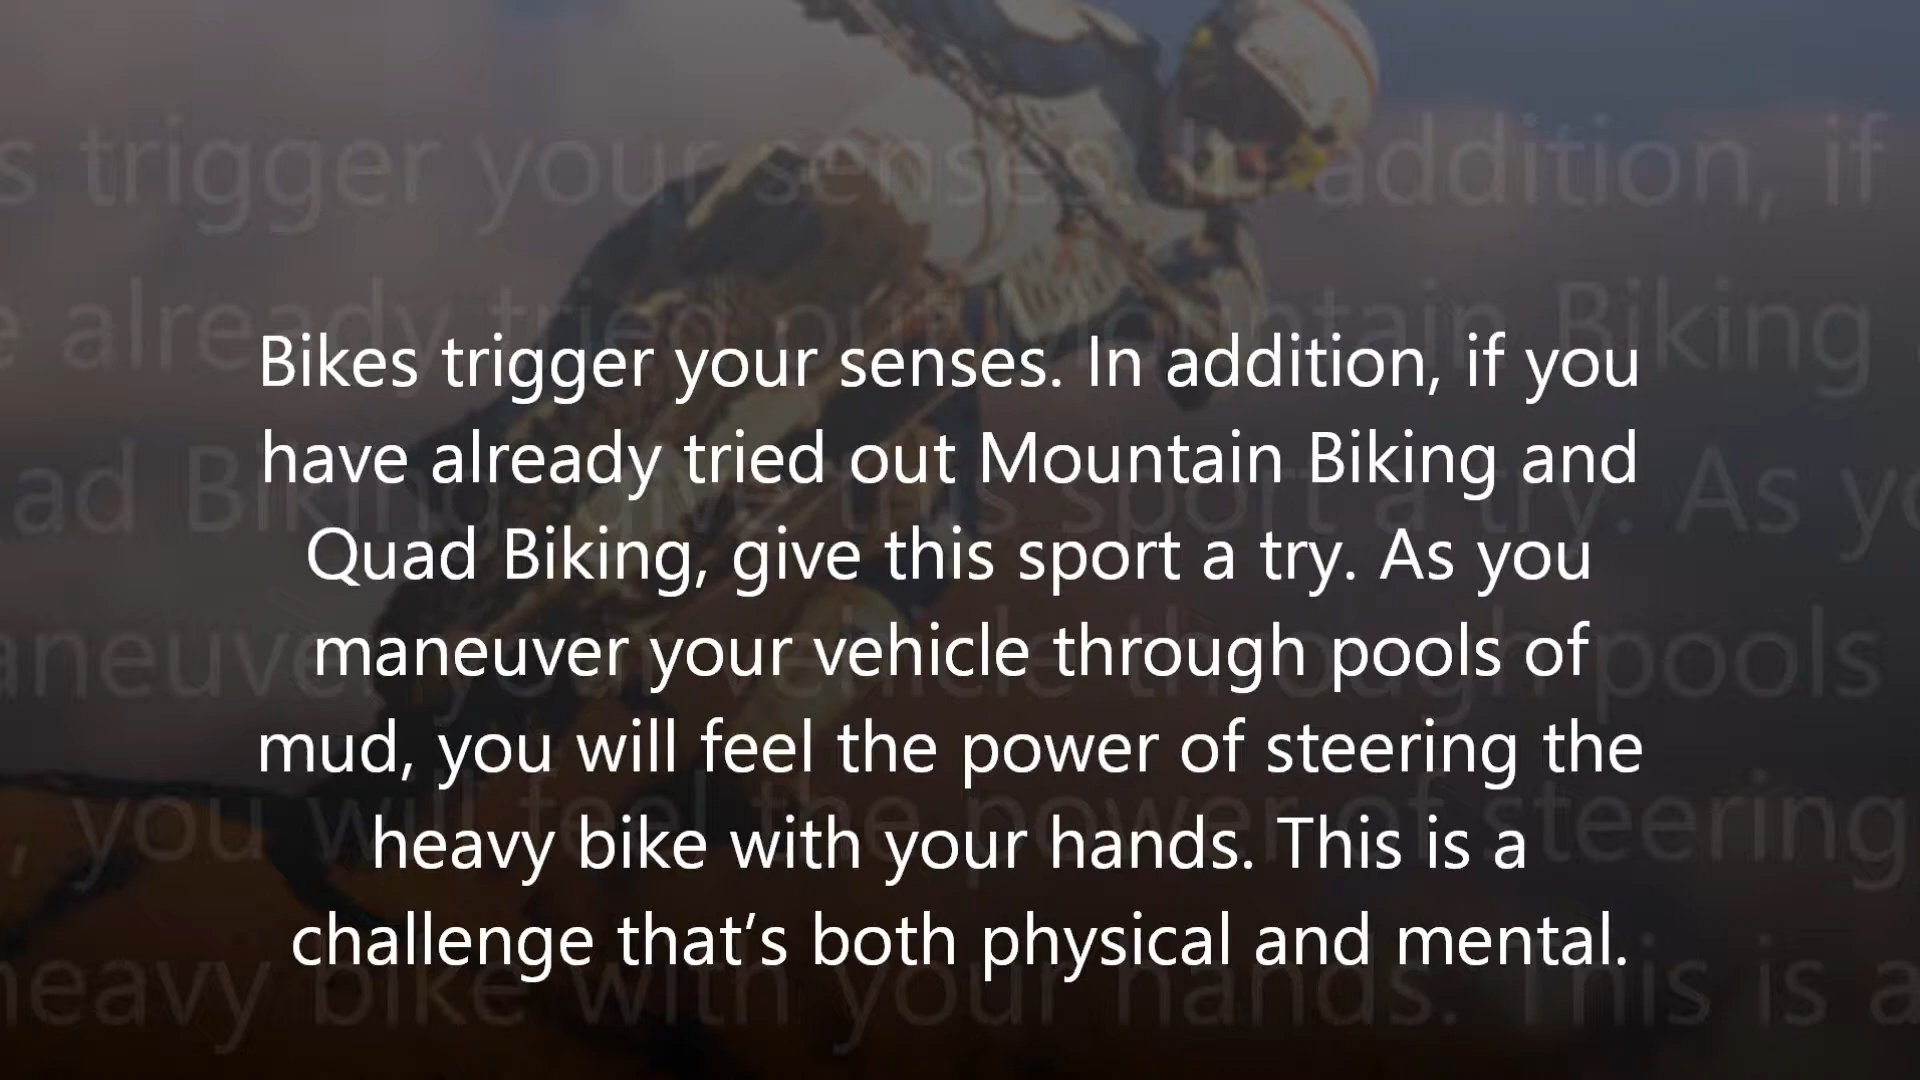 Bikes trigger your senses. In addition, if you
have already tried out Mountain Biking and
Quad Biking, give this sport a try. As you
maneuver your vehicle through pools of
mud, you will feel the power of steering the
heavy bike with your hands. This is a
challenge that’s both physical and mental.